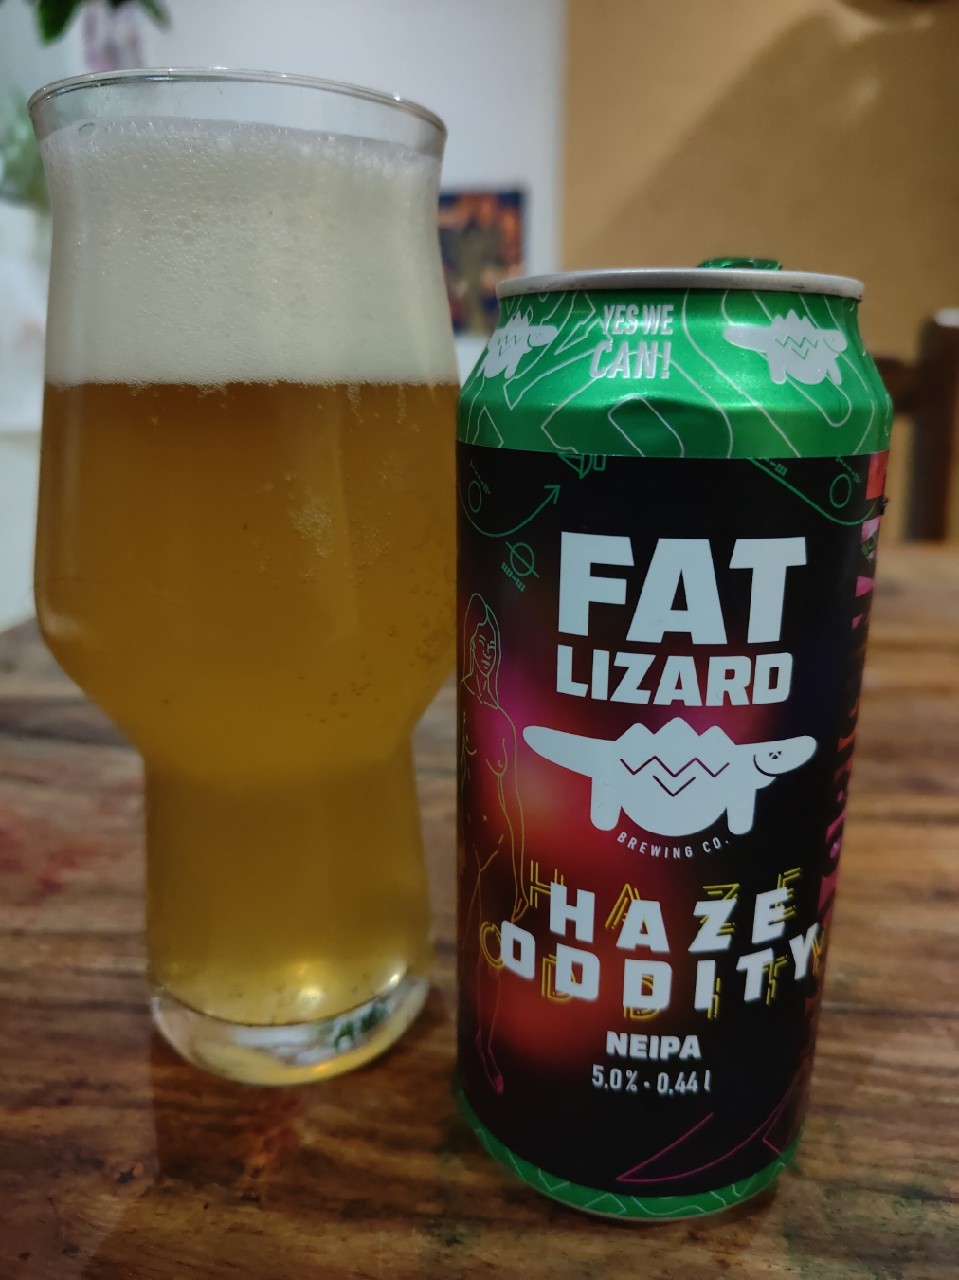 YES WE
CAN!
FAT
LIZARD
BREWING CO.
HAZE
ODDITY
NEIPA
5.0% • 0,44 l